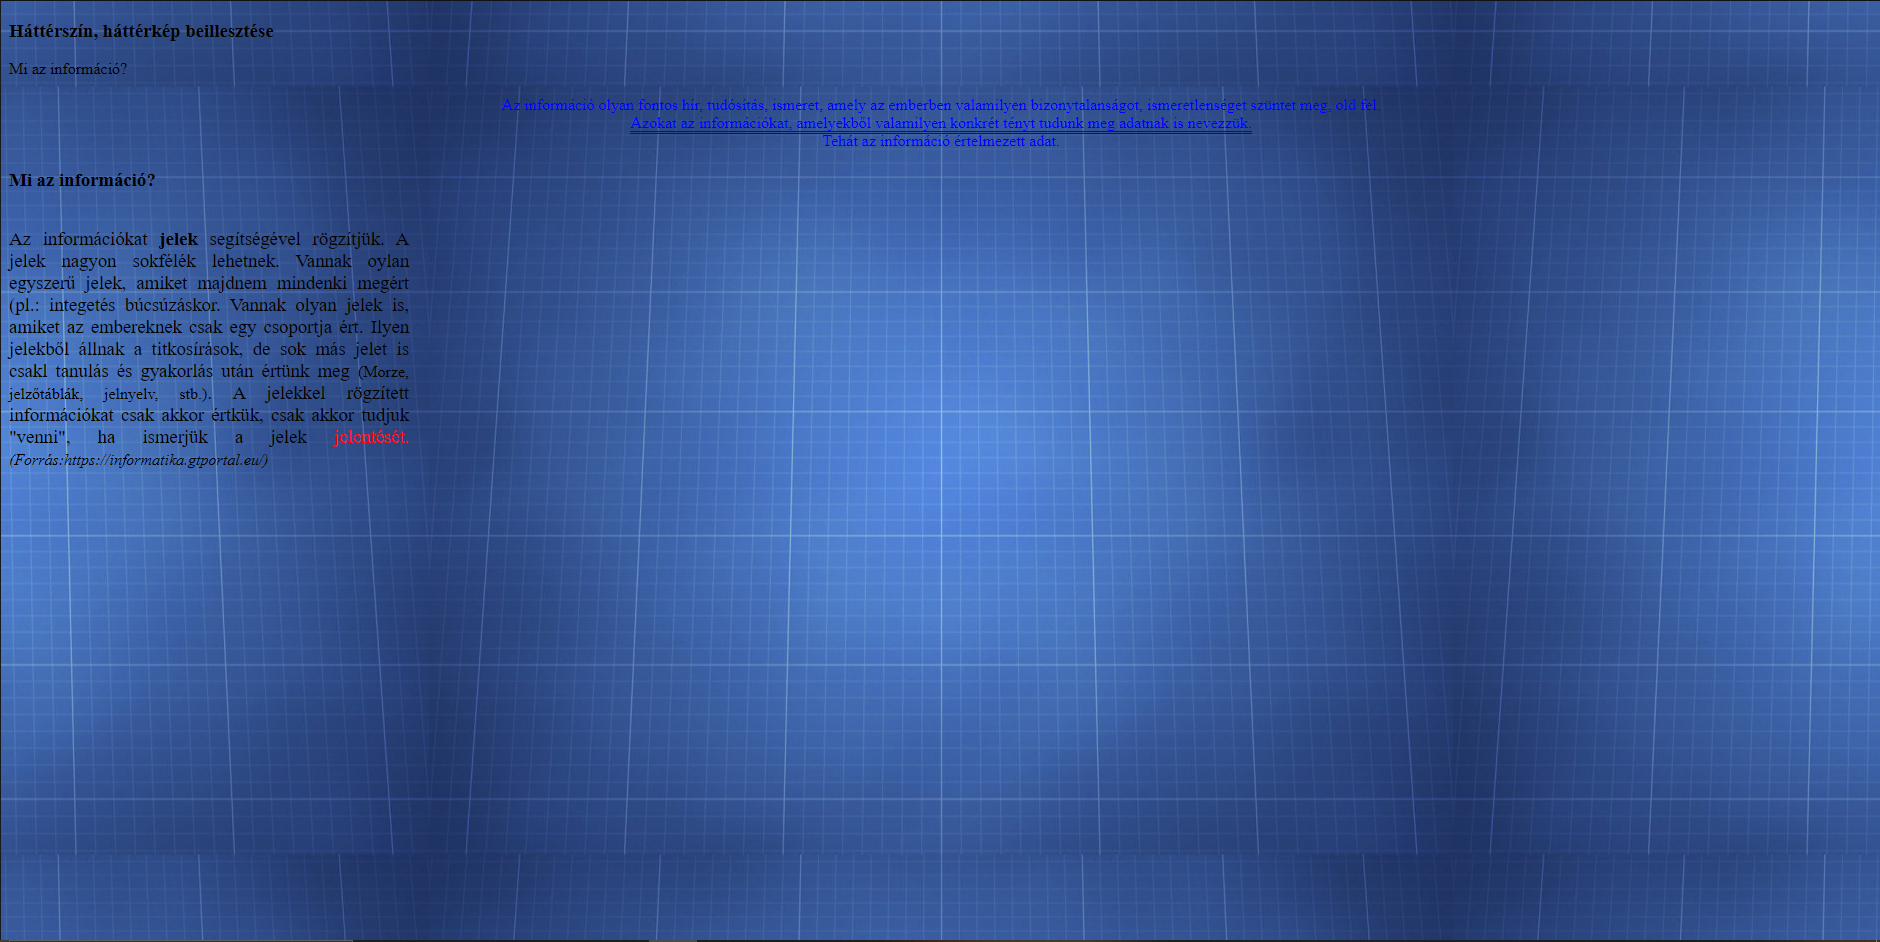 Háttérszín, háttérkép beillesztése
Mi az információ?
Az információ olyan fontos hír, tudósítás, ismeret, amely az emberben valamilyen bizonytalanságot, ismeretlenséget szüntet meg, old fel.
Azokat az információkat, amelyekből valamilyen konkrét tényt tudunk meg adatnak is nevezzük.
Tehát az információ értelmezett adat.
Mi az információ?
Az információkat jelek segítségével rögzítjük. A
jelek nagyon sokfélék lehetnek. Vannak oylan
egyszerű jelek, amiket majdnem mindenki megért
(pl.: integetés búcsúzáskor. Vannak olyan jelek is,
amiket az embereknek csak egy csoportja ért. Ilyen
jelekből állnak a titkosírások, de sok más jelet is
csakl tanulás és gyakorlás után értünk meg (Morze,
jelzőtáblák, jelnyelv, stb.). A jelekkel rögzített
információkat csak akkor értkük, csak akkor tudjuk
"venni", ha ismerjük a jelek jelentését.
(Forrás:https://informatika.gtportal.eu/)